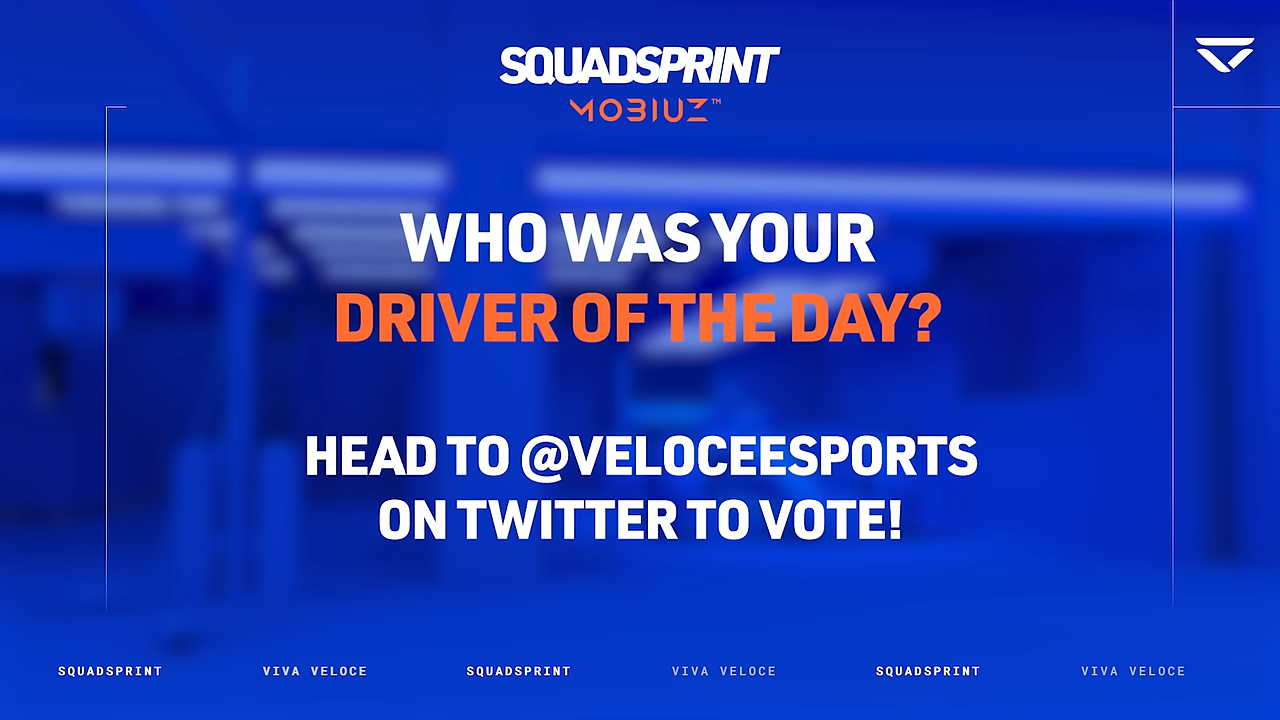 SQUADSPRINT
MOBIUZ™
WHO WAS YOUR
DRIVER OF THE DAY?
HEAD TO @VELOCEESPORTS
ON TWITTER TO VOTE!
SQUADSPRINT VIVA VELOCE SQUADSPRINT VIVA VELOCE SQUADSPRINT VIVA VELOCE